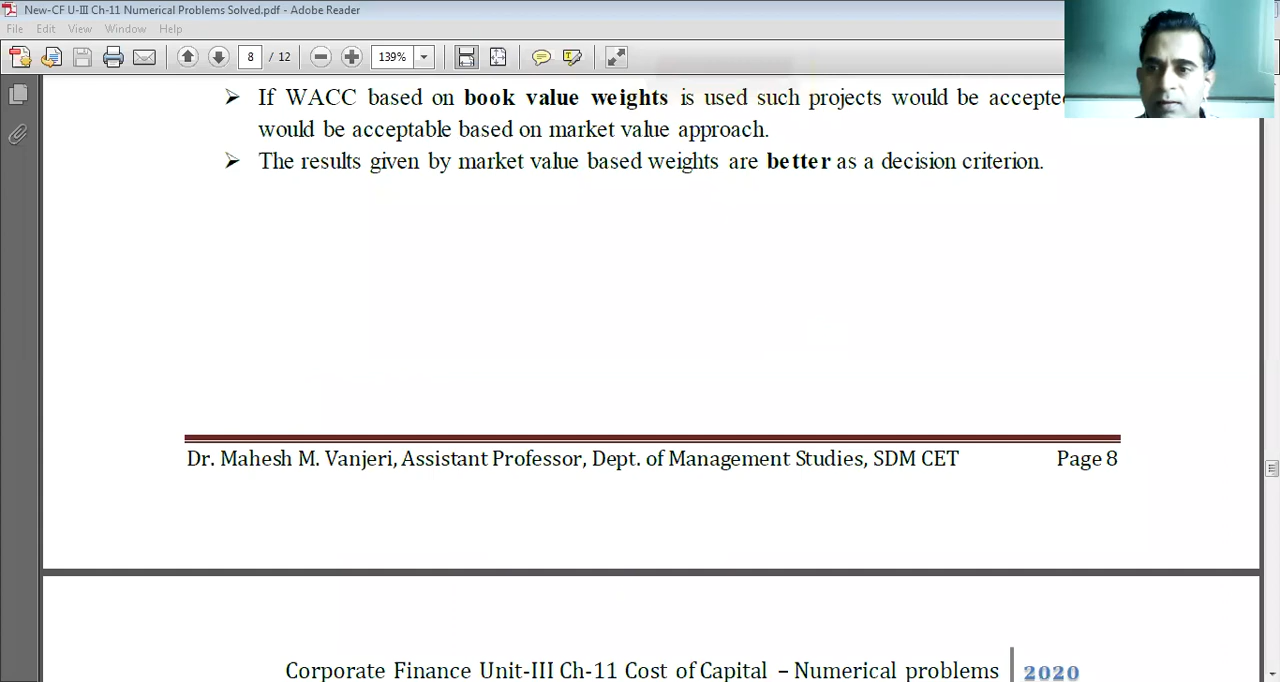 New-CF U-III Ch-11 Numerical Problems Solved.pdf - Adobe Reader
File Edit View Window Help
8 / 12 139%
➢ If WACC based on book value weights is used such projects would be accepte
would be acceptable based on market value approach.
➢ The results given by market value based weights are better as a decision criterion.
Dr. Mahesh M. Vanjeri, Assistant Professor, Dept. of Management Studies, SDM CET Page 8
Corporate Finance Unit-III Ch-11 Cost of Capital – Numerical problems 2020